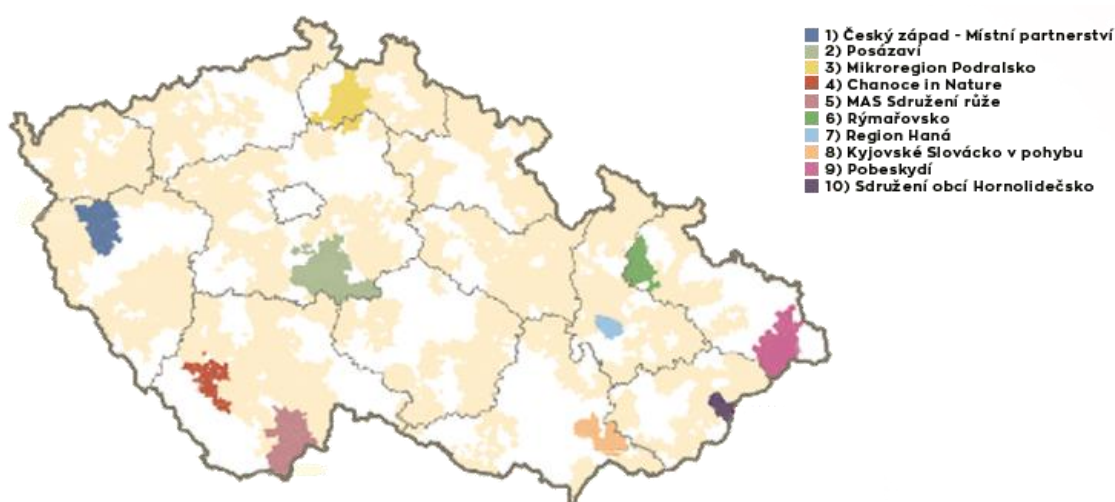 1) Český západ - Místní partnerství
2) Posázaví
3) Mikroregion Podralsko
4) Chanoce in Nature
5) MAS Sdružení růže
6) Rýmařovsko
7) Region Haná
8) Kyjovské Slovácko v pohybu
9) Pobeskydí
10) Sdružení obcí Hornolidečsko